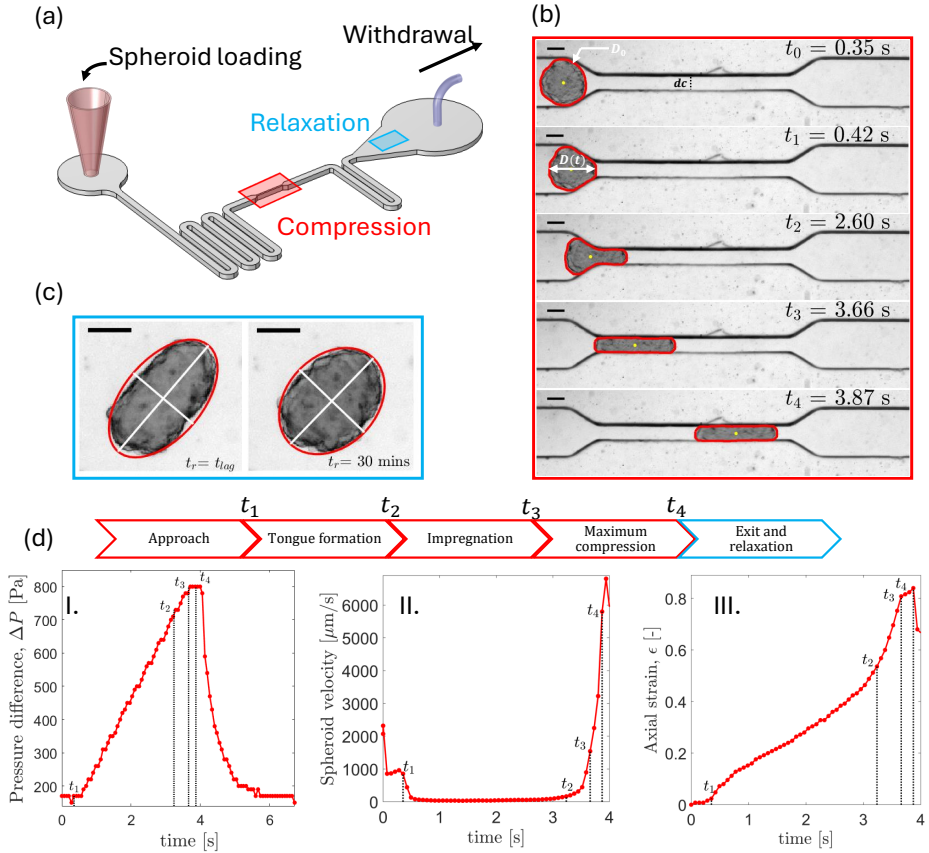 (a)
Spheroid loading
Withdrawal
Relaxation
Compression
(b)
D₀
dc
t₀ = 0.35 s
D(t)
t₁ = 0.42 s
t₂ = 2.60 s
t₃ = 3.66 s
t₄ = 3.87 s
(c)
tᵣ= t_lag
tᵣ= 30 mins
t₁ t₂ t₃ t₄
Approach
Tongue formation
Impregnation
Maximum
compression
Exit and
relaxation
(d)
I.
Pressure difference, ΔP [Pa]
800
700
600
500
400
300
200
100
t₁ t₂ t₃ t₄
0 2 4 6
time [s]
II.
Spheroid velocity [μm/s]
6000
5000
4000
3000
2000
1000
0
t₁ t₂ t₃ t₄
0 1 2 3 4
time [s]
III.
Axial strain, ϵ [-]
0.8
0.6
0.4
0.2
0
t₁ t₂ t₃ t₄
0 1 2 3 4
time [s]